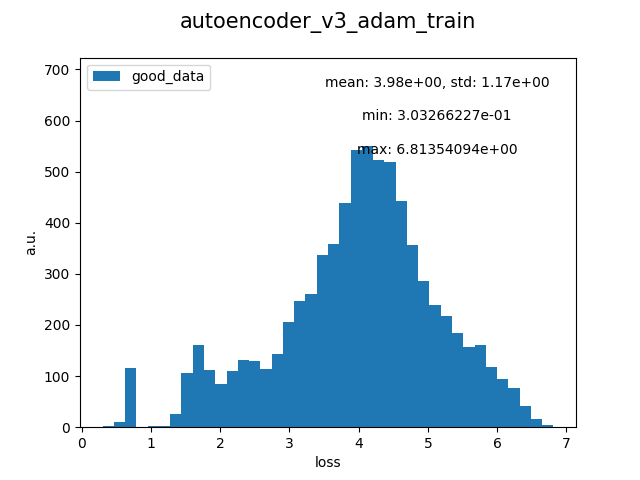 autoencoder_v3_adam_train
good_data
mean: 3.98e+00, std: 1.17e+00
min: 3.03266227e-01
max: 6.81354094e+00
a.u.
700
600
500
400
300
200
100
0
0 1 2 3 4 5 6 7
loss